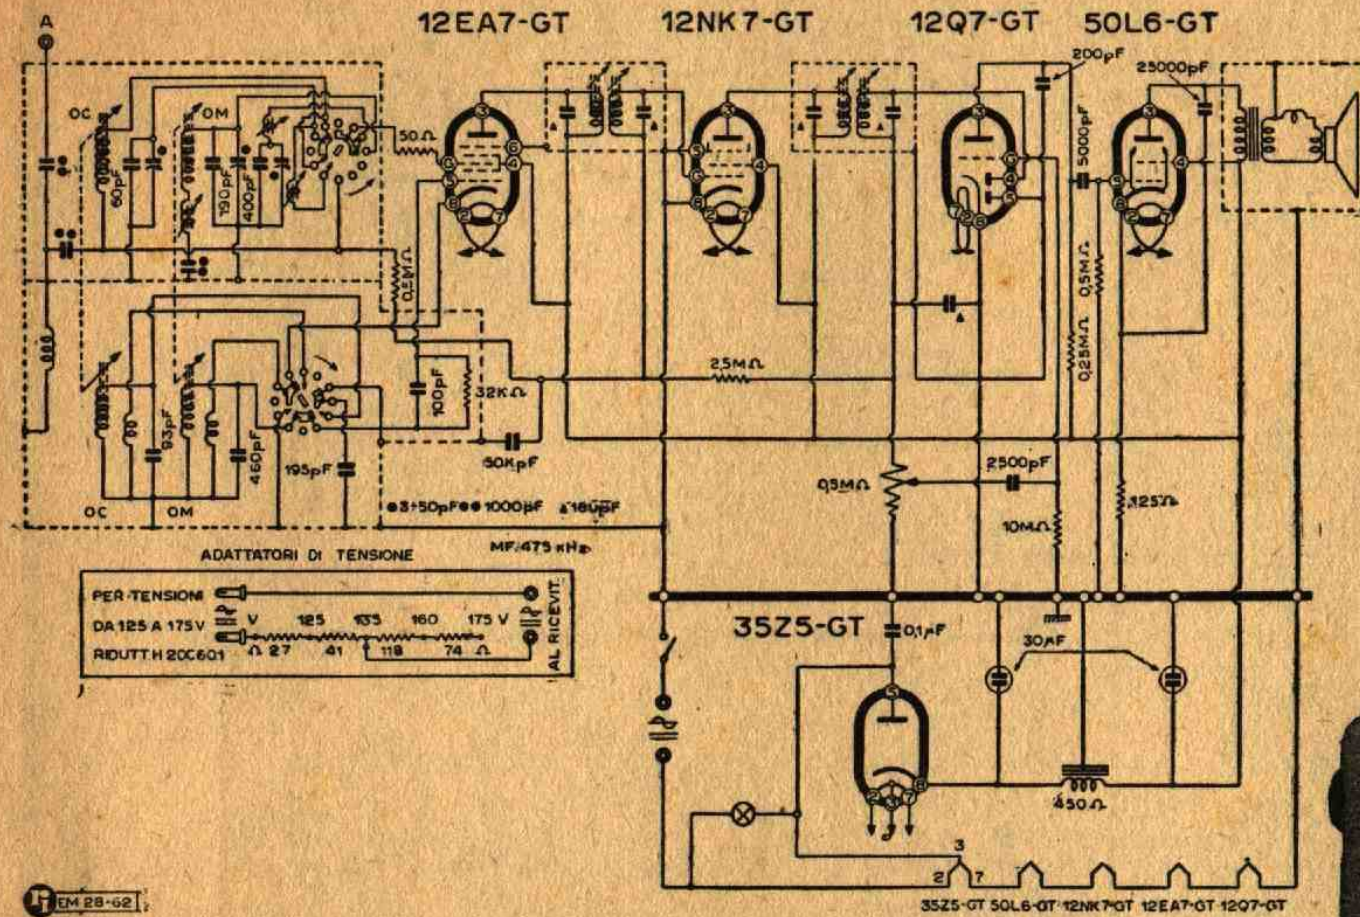 12EA7-GT 12NK7-GT 12Q7-GT 50L6-GT
A
200pF
25000pF
OC
OM
50Ω
5000pF
60pF
190pF
400pF
0,5MΩ
0,5MΩ
0,25MΩ
100pF
32KΩ
2,5MΩ
93pF
460pF
195pF
50KpF
0,5MΩ
2500pF
125Ω
10MΩ
OC
OM
3÷50pF 1000pF 180pF
MF.475 KHz
ADATTATORI DI TENSIONE
PER TENSIONI
DA 125 A 175 V
RIDUTT. H 20C601
V 125 135 160 175 V
Ω 27 41 118 74 Ω
AL RICEVIT.
35Z5-GT
0,1µF
30µF
450Ω
3
2 7
35Z5-GT 50L6-GT 12NK7-GT 12EA7-GT 12Q7-GT
EM 28-62